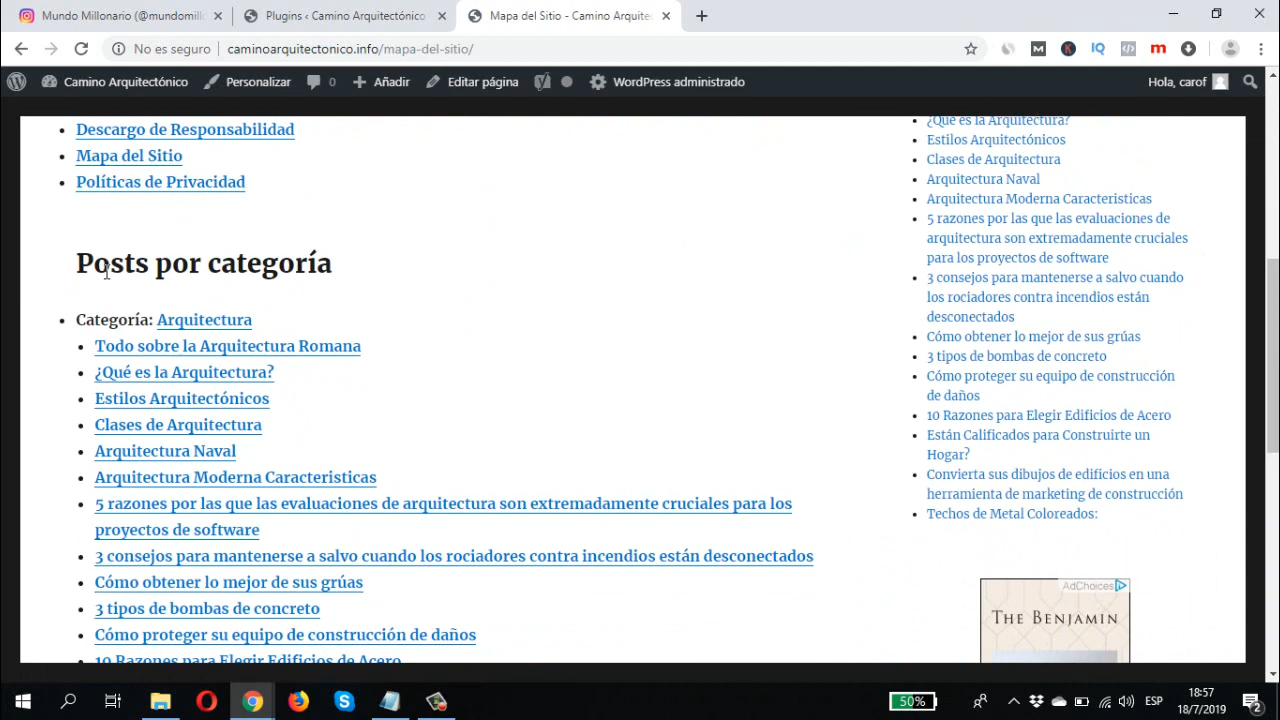 Mundo Millonario (@mundomill
Plugins ‹ Camino Arquitectónico
Mapa del Sitio - Camino Arquitec
No es seguro
caminoarquitectonico.info/mapa-del-sitio/
Camino Arquitectónico
Personalizar
0
Añadir
Editar página
WordPress administrado
Hola, carof
Descargo de Responsabilidad
Mapa del Sitio
Políticas de Privacidad
Posts por categoría
Categoría: Arquitectura
Todo sobre la Arquitectura Romana
¿Qué es la Arquitectura?
Estilos Arquitectónicos
Clases de Arquitectura
Arquitectura Naval
Arquitectura Moderna Caracteristicas
5 razones por las que las evaluaciones de arquitectura son extremadamente cruciales para los
proyectos de software
3 consejos para mantenerse a salvo cuando los rociadores contra incendios están desconectados
Cómo obtener lo mejor de sus grúas
3 tipos de bombas de concreto
Cómo proteger su equipo de construcción de daños
10 Razones para Elegir Edificios de Acero
¿Qué es la Arquitectura?
Estilos Arquitectónicos
Clases de Arquitectura
Arquitectura Naval
Arquitectura Moderna Caracteristicas
5 razones por las que las evaluaciones de
arquitectura son extremadamente cruciales
para los proyectos de software
3 consejos para mantenerse a salvo cuando
los rociadores contra incendios están
desconectados
Cómo obtener lo mejor de sus grúas
3 tipos de bombas de concreto
Cómo proteger su equipo de construcción
de daños
10 Razones para Elegir Edificios de Acero
Están Calificados para Construirte un
Hogar?
Convierta sus dibujos de edificios en una
herramienta de marketing de construcción
Techos de Metal Coloreados:
AdChoices
THE BENJAMIN
50%
ESP
18:57
18/7/2019
2